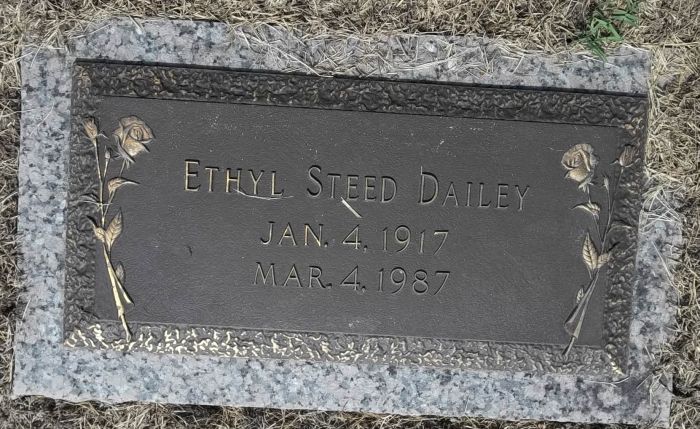 Ethyl Steed Dailey
Jan. 4, 1917
Mar. 4, 1987